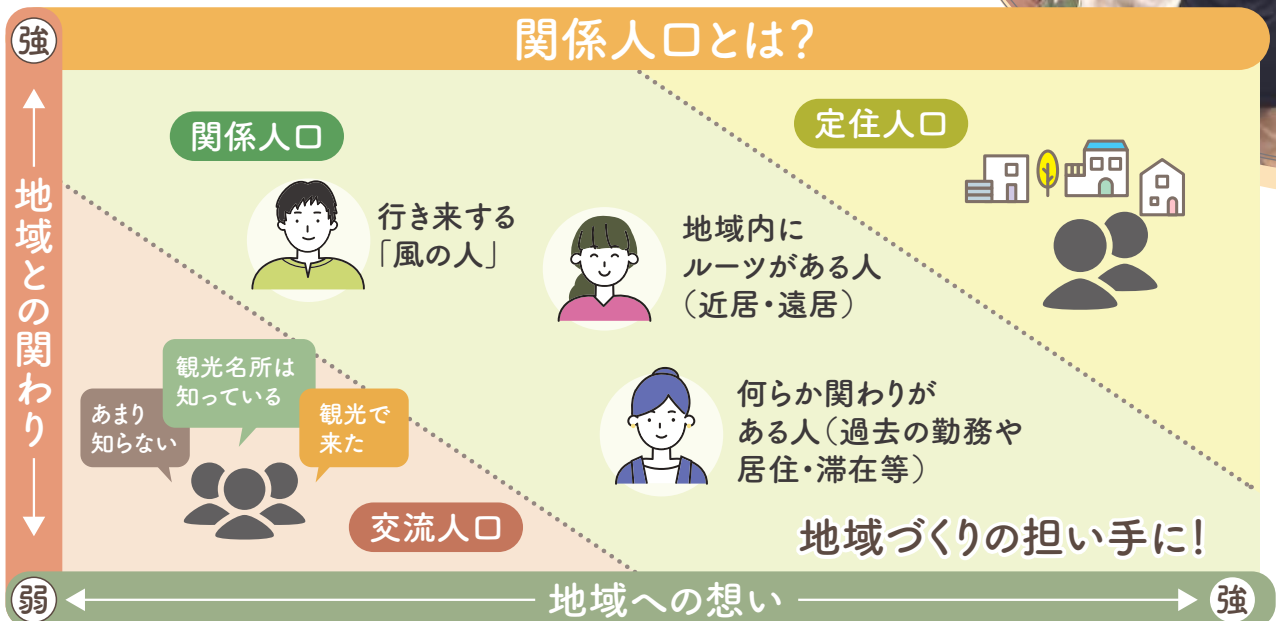 関係人口とは?
強
地域との関わり
弱
関係人口
行き来する
「風の人」
地域内に
ルーツがある人
(近居・遠居)
何らか関わりが
ある人(過去の勤務や
居住・滞在等)
定住人口
あまり
知らない
観光名所は
知っている
観光で
来た
交流人口
地域づくりの担い手に!
地域への想い
強